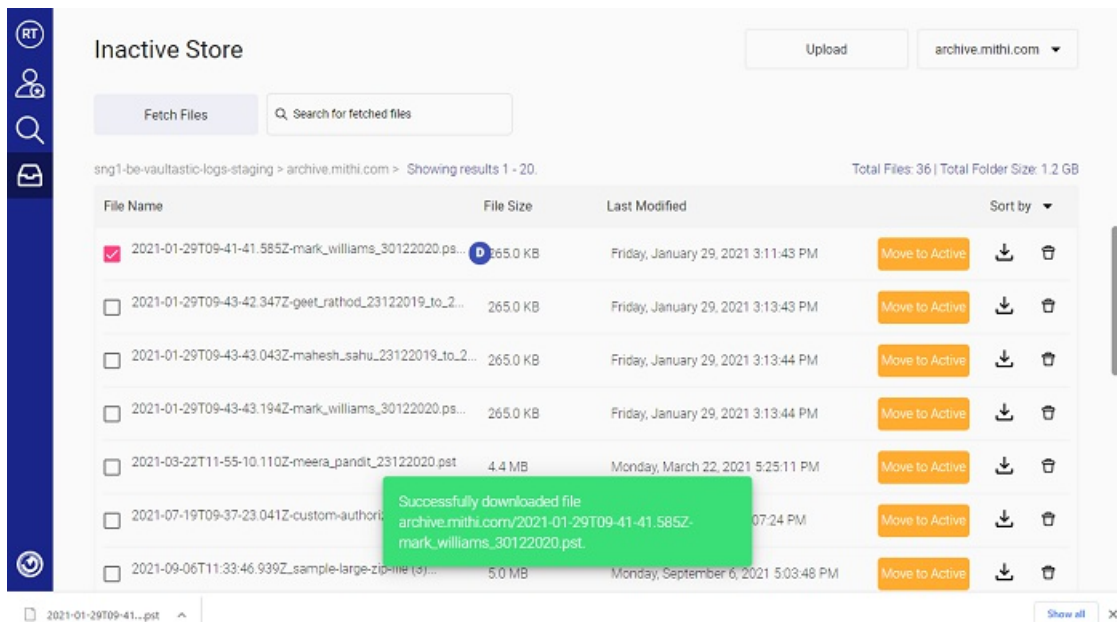 RT
Inactive Store
Upload
archive.mithi.com
Fetch Files
Search for fetched files
sng1-be-vaultastic-logs-staging > archive.mithi.com > Showing results 1 - 20.
Total Files: 36 | Total Folder Size: 1.2 GB
File Name File Size Last Modified Sort by
2021-01-29T09-41-41.585Z-mark_williams_30122020.ps... D 265.0 KB Friday, January 29, 2021 3:11:43 PM Move to Active
2021-01-29T09-43-42.347Z-geet_rathod_23122019_to_2... 265.0 KB Friday, January 29, 2021 3:13:43 PM Move to Active
2021-01-29T09-43-43.043Z-mahesh_sahu_23122019_to_2... 265.0 KB Friday, January 29, 2021 3:13:44 PM Move to Active
2021-01-29T09-43-43.194Z-mark_williams_30122020.ps... 265.0 KB Friday, January 29, 2021 3:13:44 PM Move to Active
2021-03-22T11-55-10.110Z-meera_pandit_23122020.pst 4.4 MB Monday, March 22, 2021 5:25:11 PM Move to Active
2021-07-19T09-37-23.041Z-custom-authori 07:24 PM Move to Active
Successfully downloaded file
archive.mithi.com/2021-01-29T09-41-41.585Z-
mark_williams_30122020.pst.
2021-09-06T11:33:46.939Z_sample-large-zip-file (3)... 5.0 MB Monday, September 6, 2021 5:03:48 PM Move to Active
2021-01-29T09-41....pst
Show all